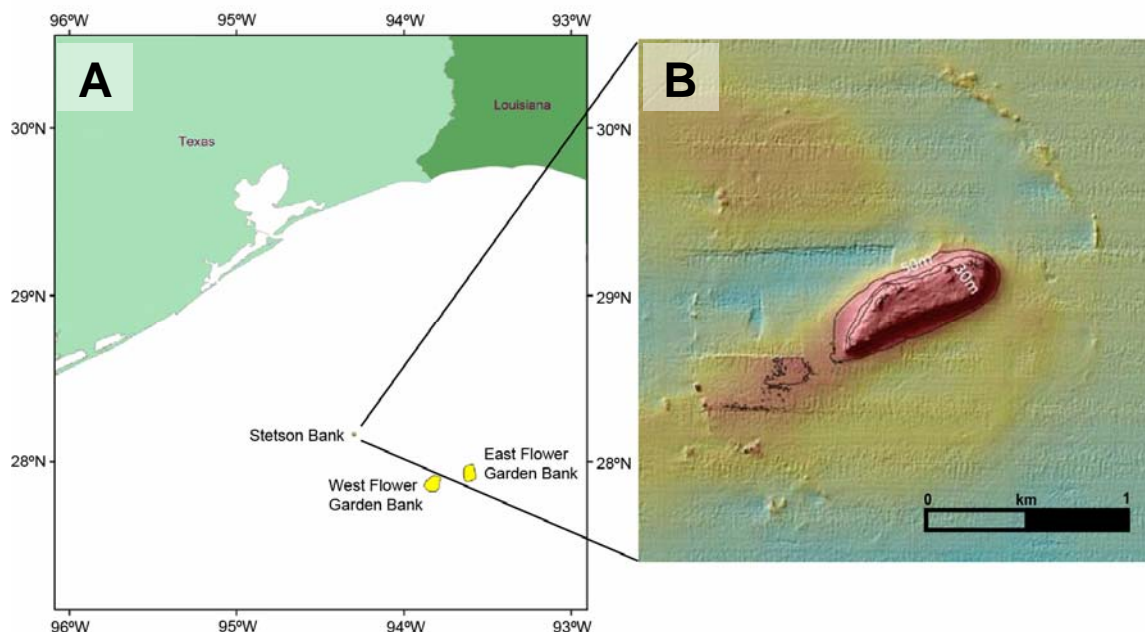 96ºW
95ºW
94ºW
93ºW
A
Louisiana
Texas
30ºN
30ºN
29ºN
29ºN
Stetson Bank
28ºN
28ºN
East Flower
Garden Bank
West Flower
Garden Bank
96ºW
95ºW
94ºW
93ºW
B
50m
30m
0
km
1